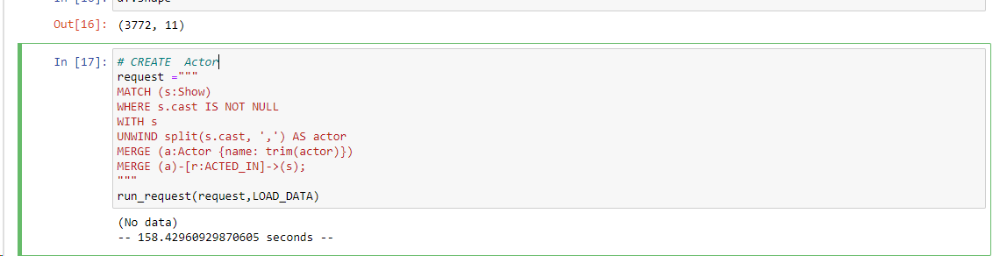 Out[16]: (3772, 11)
In [17]: # CREATE  Actor
request ="""
MATCH (s:Show)
WHERE s.cast IS NOT NULL
WITH s
UNWIND split(s.cast, ',') AS actor
MERGE (a:Actor {name: trim(actor)})
MERGE (a)-[r:ACTED_IN]->(s);
"""
run_request(request,LOAD_DATA)
(No data)
-- 158.42960929870605 seconds --